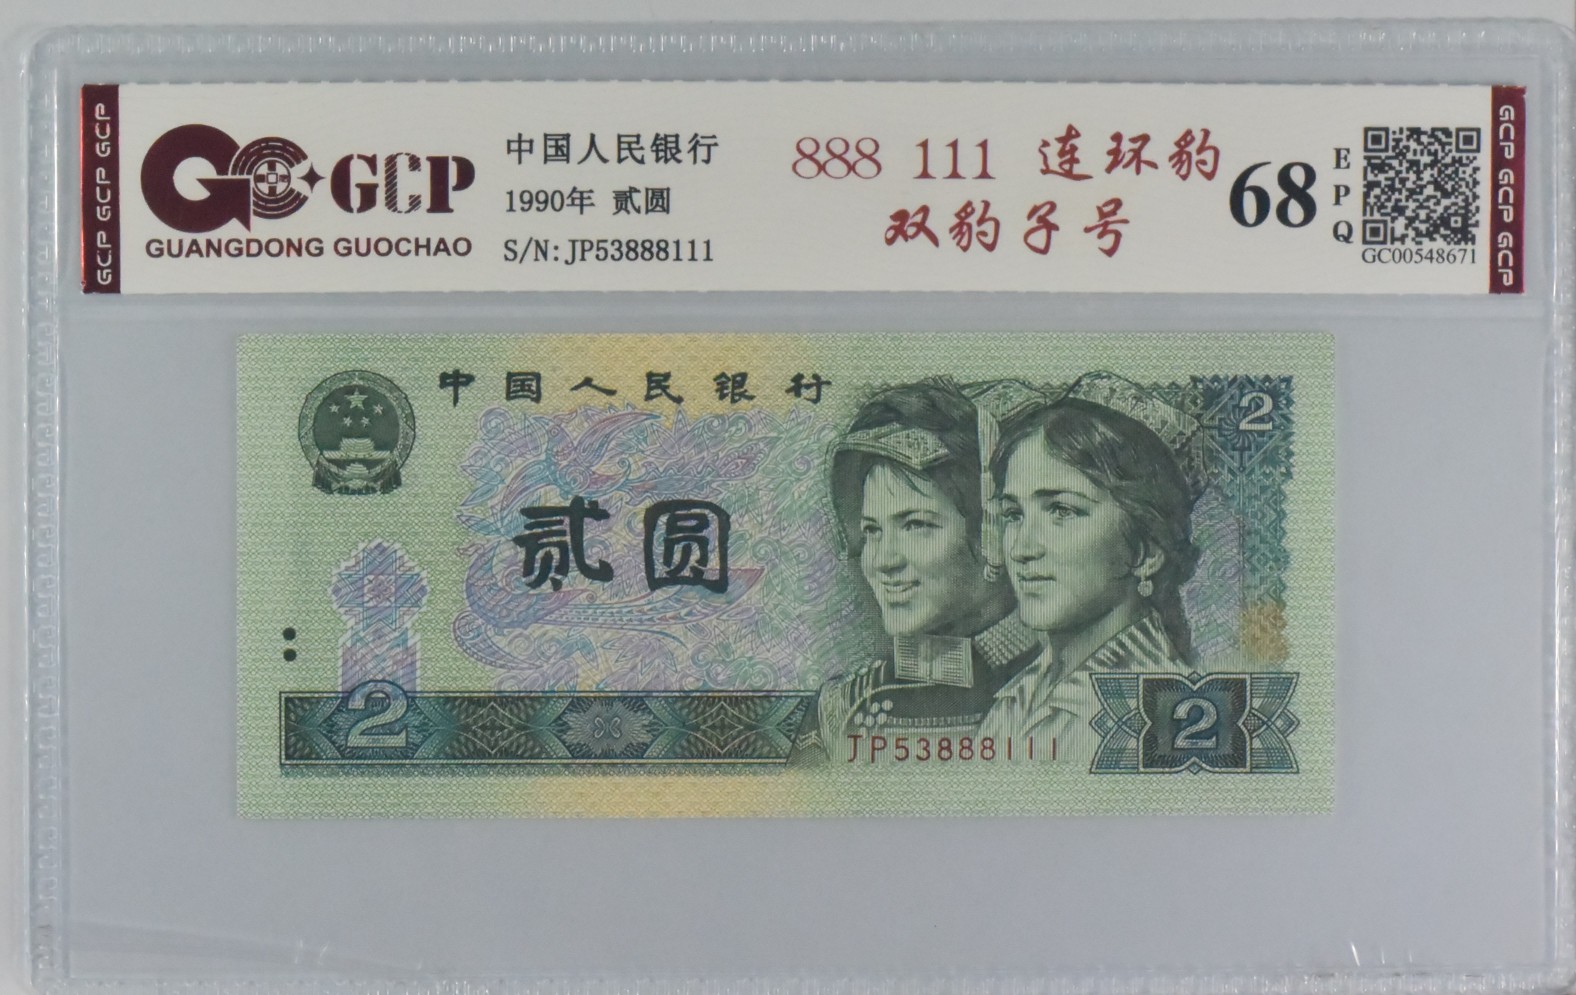 GCP GCP GCP
GCP
GUANGDONG GUOCHAO
中国人民银行
1990年 贰圆
S/N:JP53888111
888 111 连环豹
双豹子号
68
EPQ
GC00548671
GCP GCP GCP
中国人民银行
2
贰圆
2
JP53888111
2